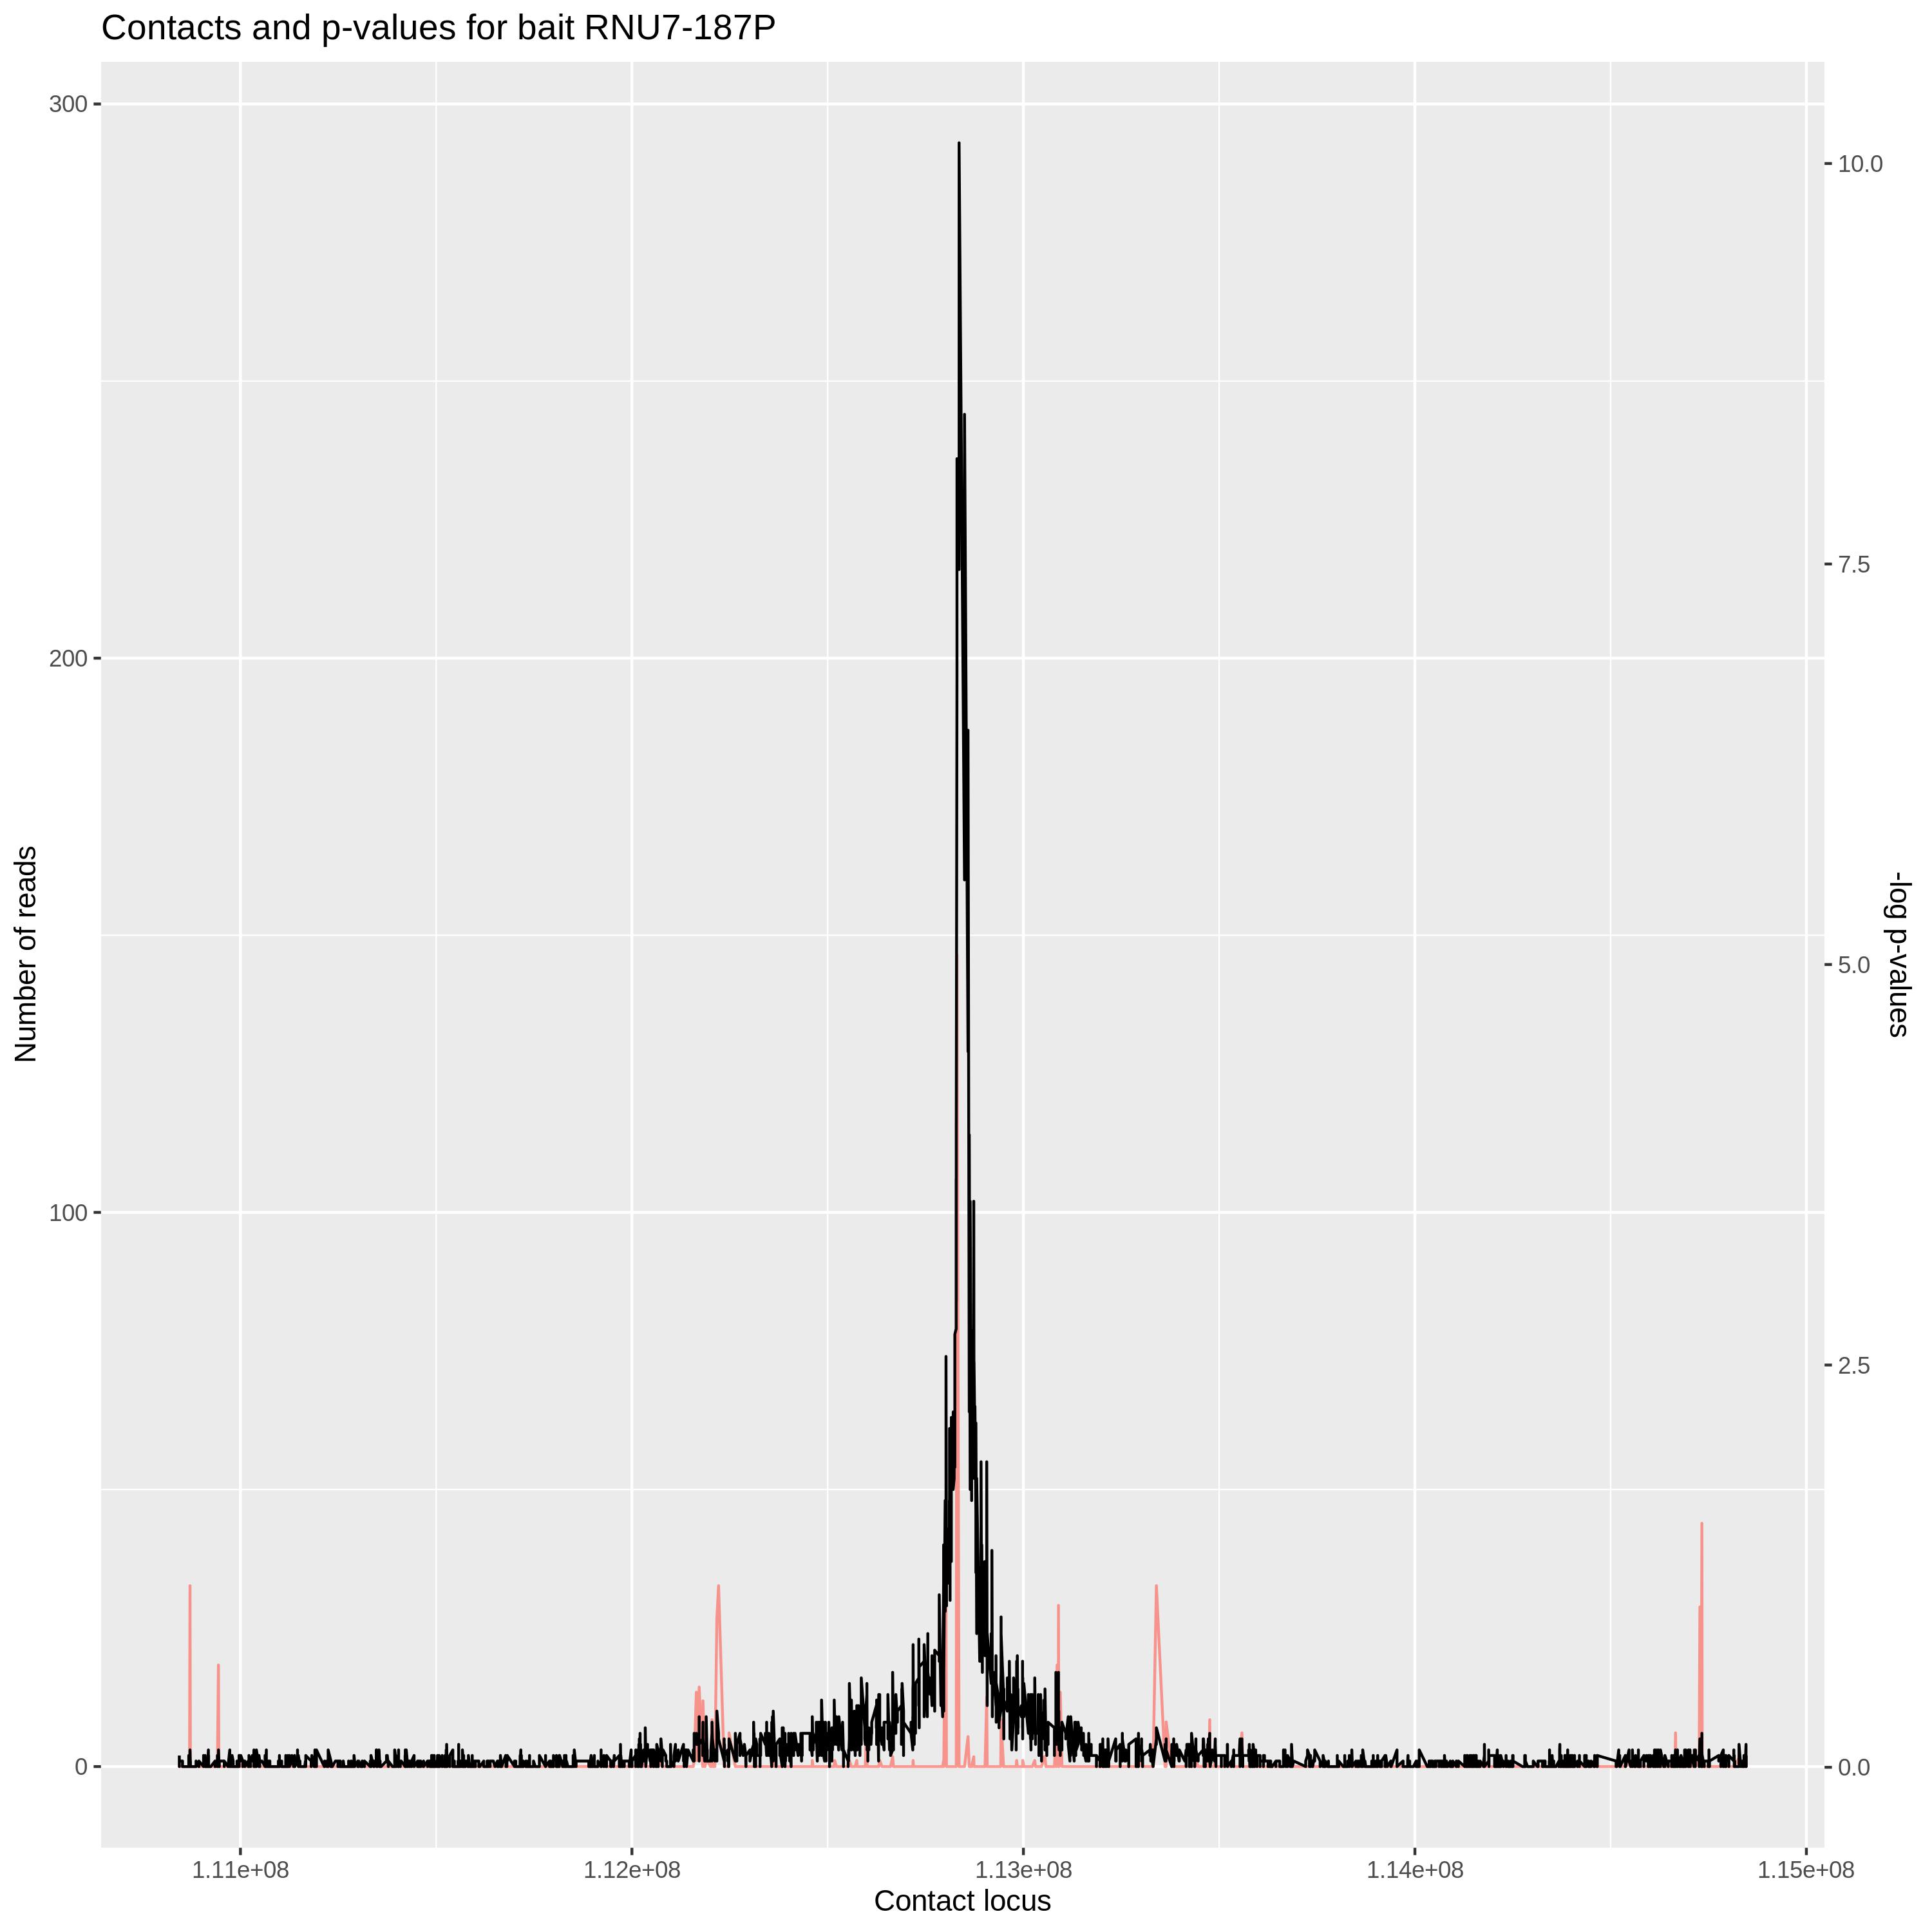 Contacts and p-values for bait RNU7-187P
300
200
100
0
Number of reads
10.0
7.5
5.0
2.5
0.0
-log p-values
1.11e+08
1.12e+08
1.13e+08
1.14e+08
1.15e+08
Contact locus